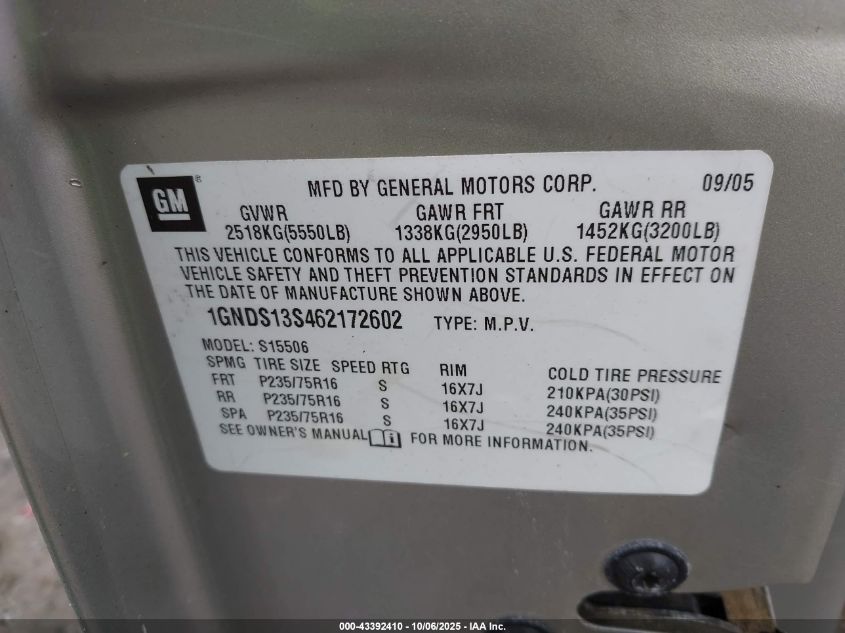 GM ® MFD BY GENERAL MOTORS CORP. 09/05
GVWR GAWR FRT GAWR RR
2518KG(5550LB) 1338KG(2950LB) 1452KG(3200LB)
THIS VEHICLE CONFORMS TO ALL APPLICABLE U.S. FEDERAL MOTOR
VEHICLE SAFETY AND THEFT PREVENTION STANDARDS IN EFFECT ON
THE DATE OF MANUFACTURE SHOWN ABOVE.
1GNDS13S462172602 TYPE: M.P.V.
MODEL: S15506
SPMG TIRE SIZE SPEED RTG RIM COLD TIRE PRESSURE
FRT P235/75R16 S 16X7J 210KPA(30PSI)
RR P235/75R16 S 16X7J 240KPA(35PSI)
SPA P235/75R16 S 16X7J 240KPA(35PSI)
SEE OWNER'S MANUAL i FOR MORE INFORMATION.
000-43392410 - 10/06/2025 - IAA Inc.